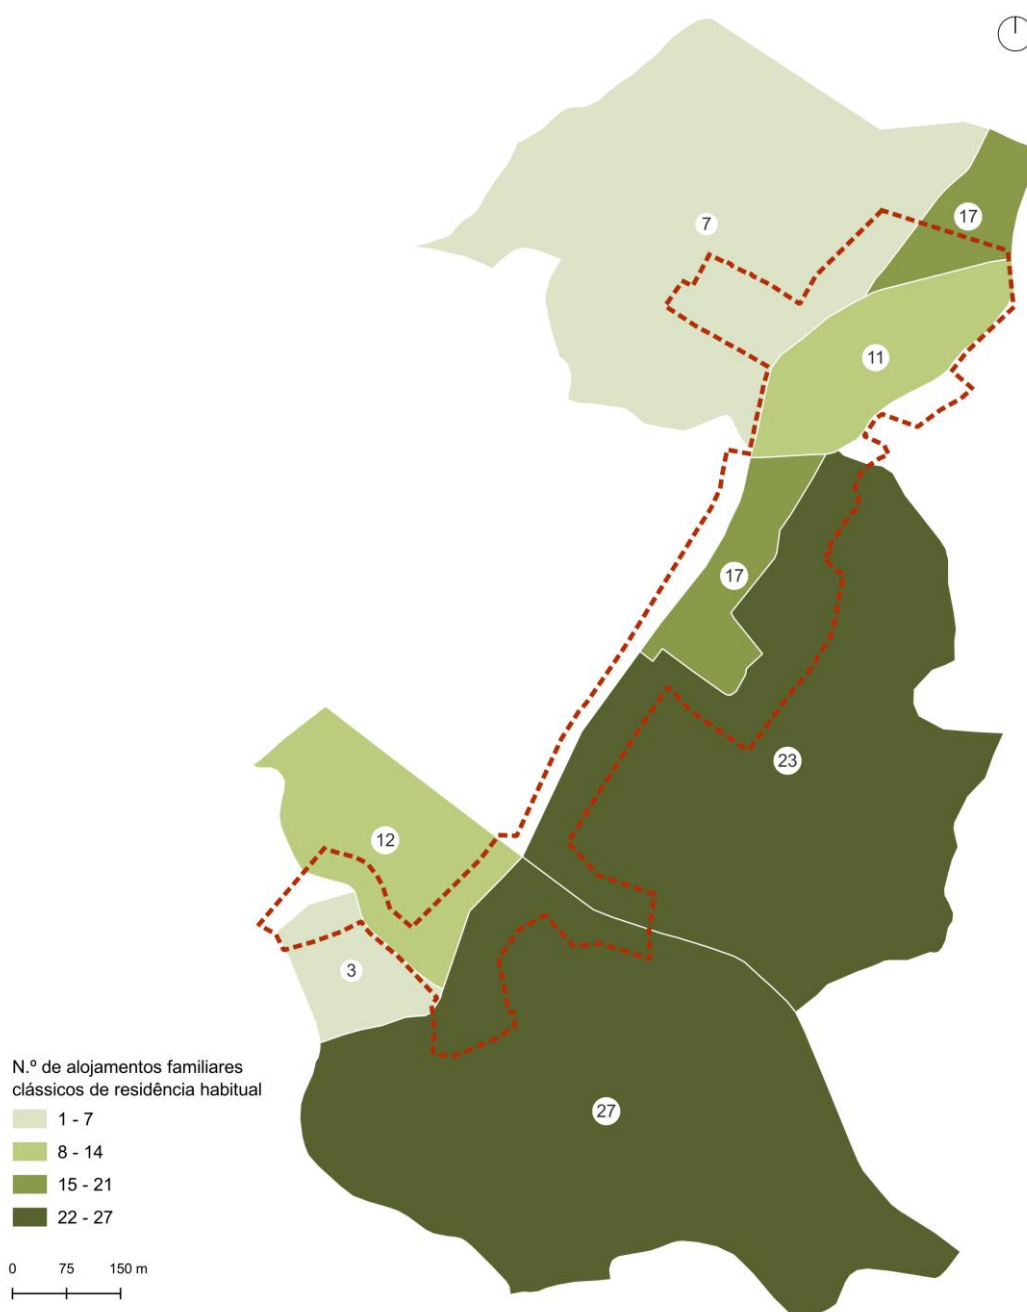 17
7
11
17
23
12
3
27
N.º de alojamentos familiares
clássicos de residência habitual
1 - 7
8 - 14
15 - 21
22 - 27
0 75 150 m